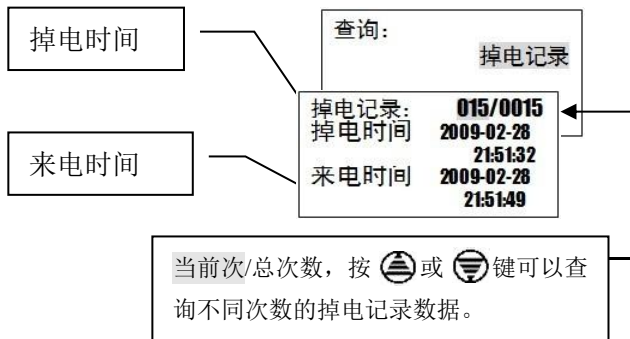 掉电时间
查询：
掉电记录
掉电记录： 015/0015
掉电时间 2009-02-28
21:51:32
来电时间 2009-02-28
21:51:49
来电时间
当前次/总次数，按 或 键可以查
询不同次数的掉电记录数据。